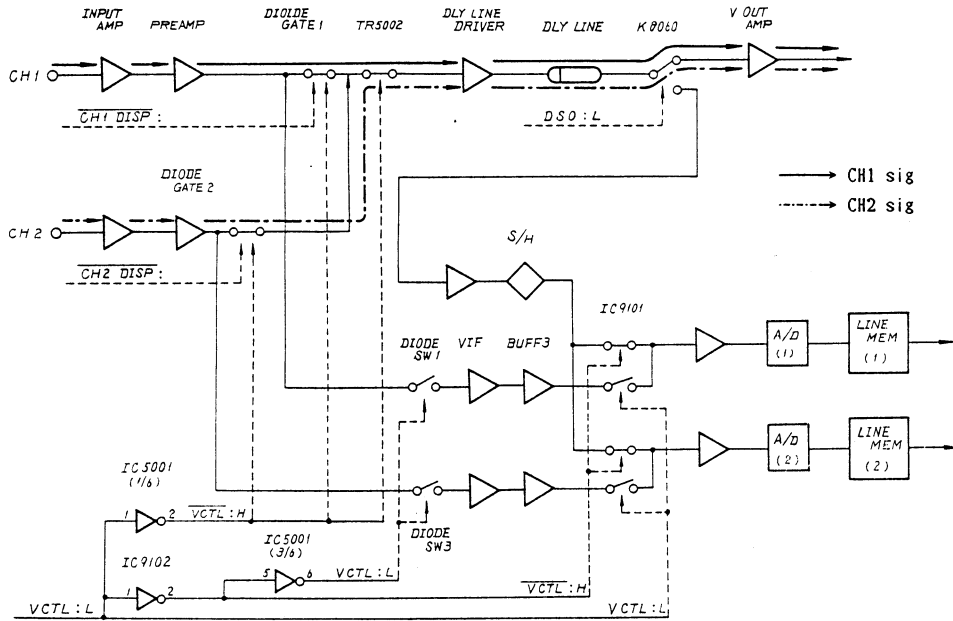 INPUT AMP
PREAMP
DIOIDE GATE 1
TR5002
DLY LINE DRIVER
DLY LINE
K8060
V OUT AMP
CH1
CH1 DISP :
DSO : L
DIODE GATE 2
CH1 sig
CH2 sig
CH2
CH2 DISP :
S/H
IC9101
DIODE SW1
VIF
BUFF3
A/D (1)
LINE MEM (1)
A/D (2)
LINE MEM (2)
DIODE SW3
IC5001 (1/6)
1
2
VCTL : H
IC5001 (3/6)
5
6
VCTL : L
IC9102
1
2
VCTL : H
VCTL : L
VCTL : L